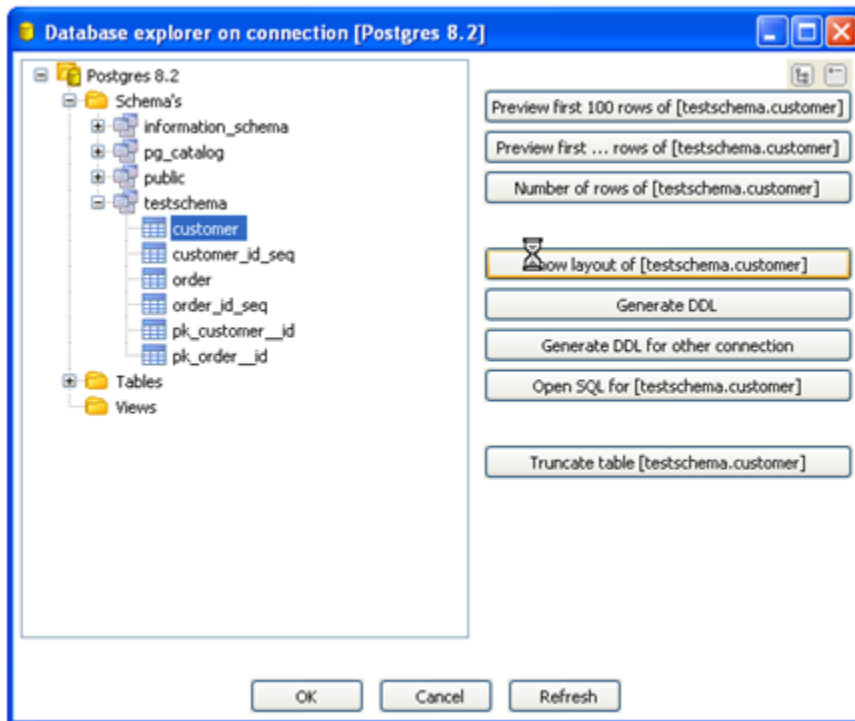 Database explorer on connection [Postgres 8.2]
Postgres 8.2
Schema's
information_schema
pg_catalog
public
testschema
customer
customer_id_seq
order
order_id_seq
pk_customer__id
pk_order__id
Tables
Views
Preview first 100 rows of [testschema.customer]
Preview first ... rows of [testschema.customer]
Number of rows of [testschema.customer]
layout of [testschema.customer]
Generate DDL
Generate DDL for other connection
Open SQL for [testschema.customer]
Truncate table [testschema.customer]
OK
Cancel
Refresh